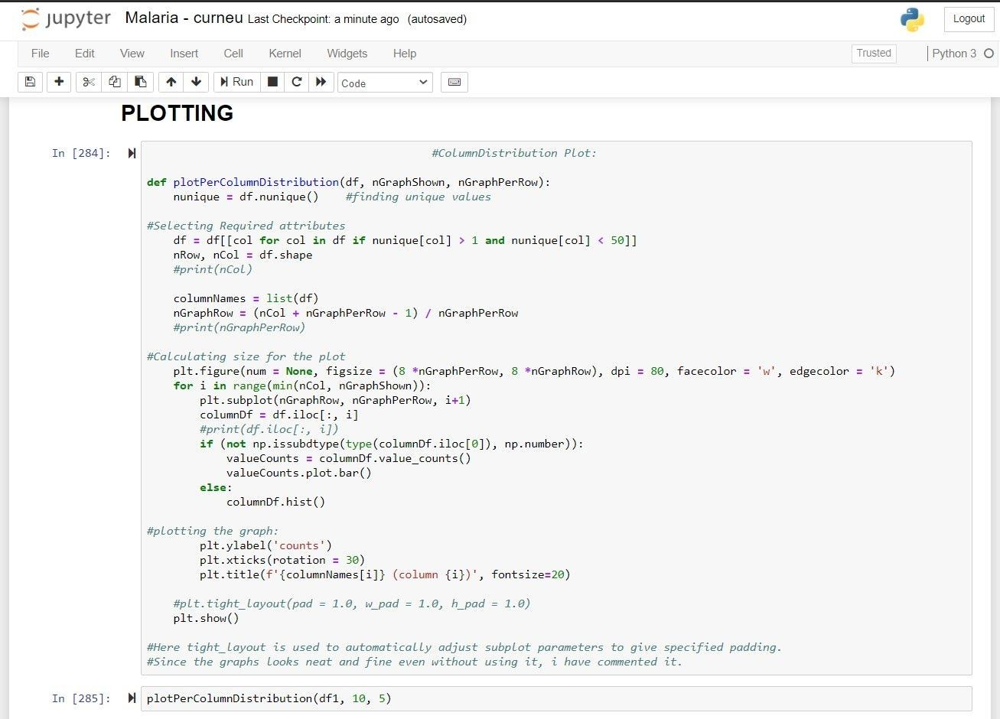 jupyter Malaria - curneu Last Checkpoint: a minute ago (autosaved) Logout
File Edit View Insert Cell Kernel Widgets Help Trusted Python 3
Run Code
PLOTTING
In [284]: #ColumnDistribution Plot:
def plotPerColumnDistribution(df, nGraphShown, nGraphPerRow):
    nunique = df.nunique()    #finding unique values
#Selecting Required attributes
    df = df[[col for col in df if nunique[col] > 1 and nunique[col] < 50]]
    nRow, nCol = df.shape
    #print(nCol)
    columnNames = list(df)
    nGraphRow = (nCol + nGraphPerRow - 1) / nGraphPerRow
    #print(nGraphPerRow)
#Calculating size for the plot
    plt.figure(num = None, figsize = (8 *nGraphPerRow, 8 *nGraphRow), dpi = 80, facecolor = 'w', edgecolor = 'k')
    for i in range(min(nCol, nGraphShown)):
        plt.subplot(nGraphRow, nGraphPerRow, i+1)
        columnDf = df.iloc[:, i]
        #print(df.iloc[:, i])
        if (not np.issubdtype(type(columnDf.iloc[0]), np.number)):
            valueCounts = columnDf.value_counts()
            valueCounts.plot.bar()
        else:
            columnDf.hist()
#plotting the graph:
        plt.ylabel('counts')
        plt.xticks(rotation = 30)
        plt.title(f'{columnNames[i]} (column {i})', fontsize=20)
    #plt.tight_layout(pad = 1.0, w_pad = 1.0, h_pad = 1.0)
    plt.show()
#Here tight_layout is used to automatically adjust subplot parameters to give specified padding.
#Since the graphs looks neat and fine even without using it, i have commented it.
In [285]: plotPerColumnDistribution(df1, 10, 5)